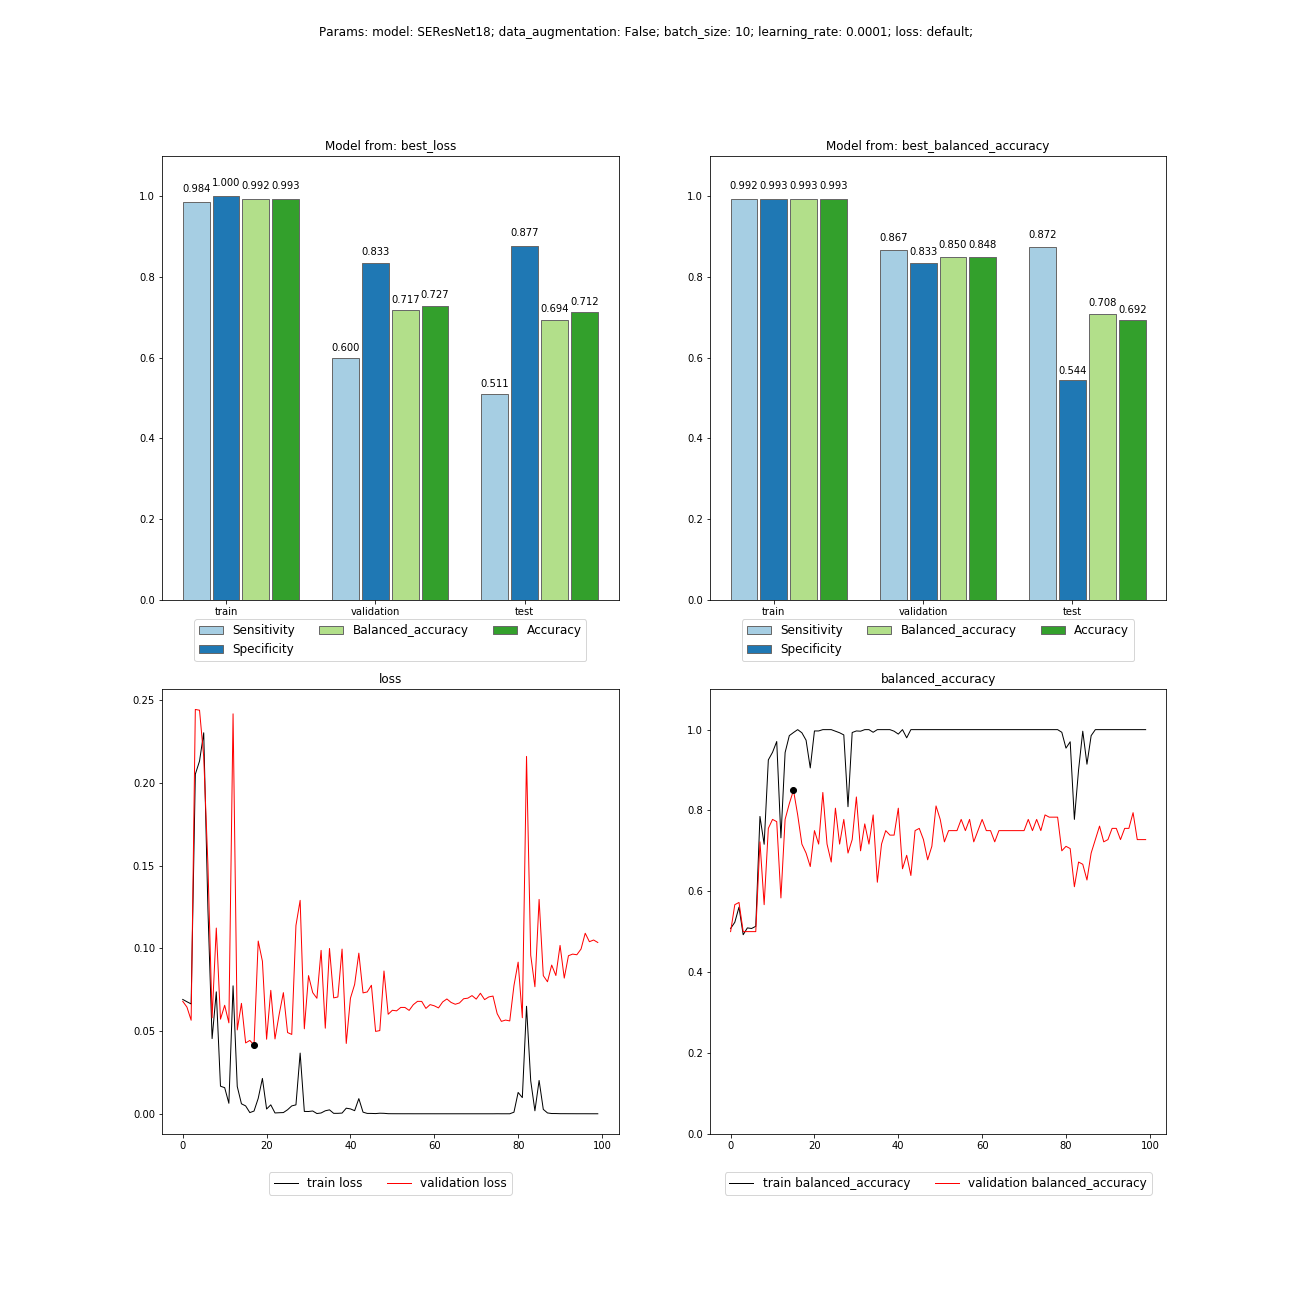 Params: model: SEResNet18; data_augmentation: False; batch_size: 10; learning_rate: 0.0001; loss: default;
Model from: best_loss
1.0
0.8
0.6
0.4
0.2
0.0
0.984 1.000 0.992 0.993
0.600 0.833 0.717 0.727
0.511 0.877 0.694 0.712
train validation test
Sensitivity Balanced_accuracy Accuracy
Specificity
Model from: best_balanced_accuracy
1.0
0.8
0.6
0.4
0.2
0.0
0.992 0.993 0.993 0.993
0.867 0.833 0.850 0.848
0.872 0.544 0.708 0.692
train validation test
Sensitivity Balanced_accuracy Accuracy
Specificity
loss
0.25
0.20
0.15
0.10
0.05
0.00
0 20 40 60 80 100
train loss validation loss
balanced_accuracy
1.0
0.8
0.6
0.4
0.2
0.0
0 20 40 60 80 100
train balanced_accuracy validation balanced_accuracy